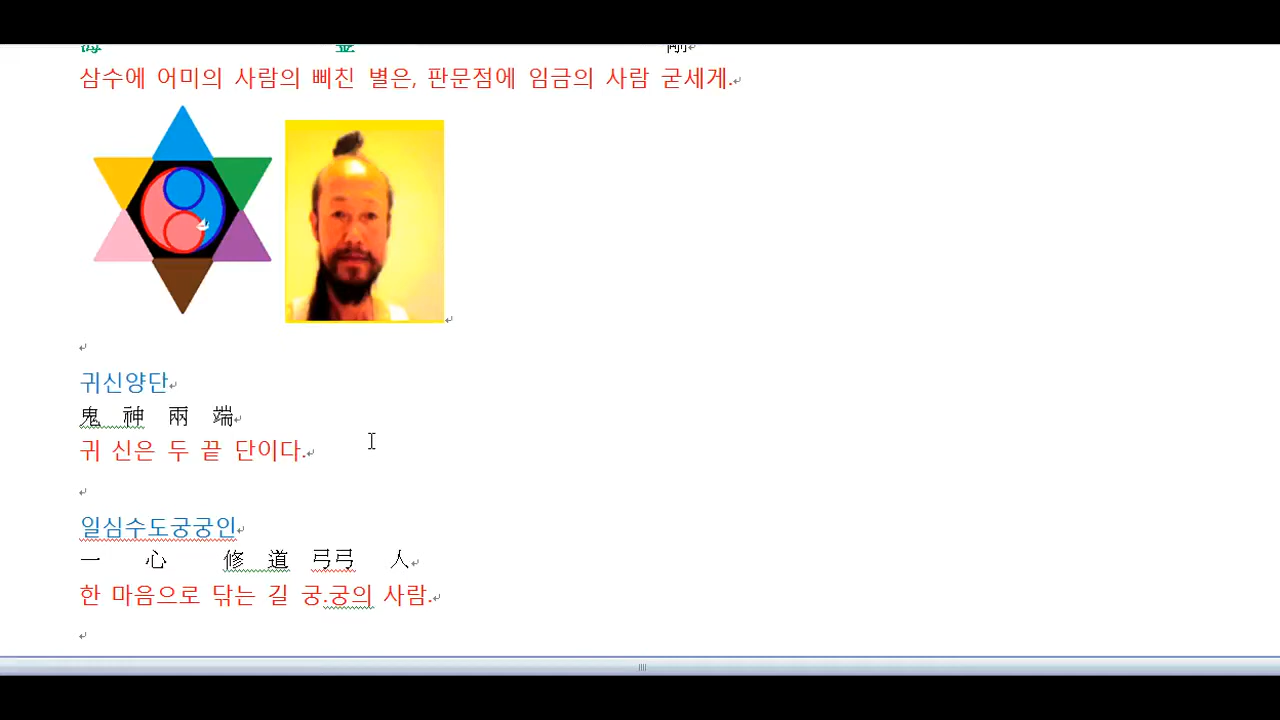 삼수에 어미의 사람의 삐친 별은, 판문점에 임금의 사람 굳세게.
귀신양단
鬼 神 兩 端
귀 신은 두 끝 단이다.
일심수도궁궁인
一 心 修 道 弓弓 人
한 마음으로 닦는 길 궁.궁의 사람.